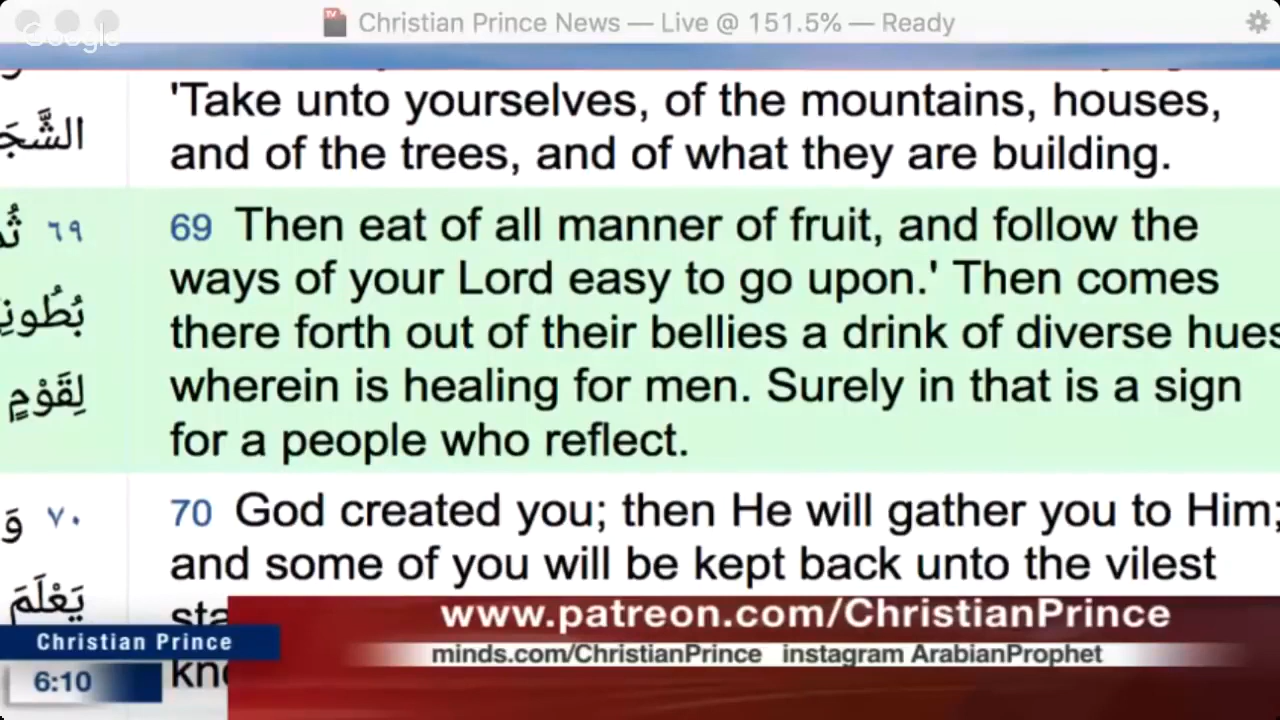 Google
Christian Prince News — Live @ 151.5% — Ready
'Take unto yourselves, of the mountains, houses,
and of the trees, and of what they are building.
69 Then eat of all manner of fruit, and follow the
ways of your Lord easy to go upon.' Then comes
there forth out of their bellies a drink of diverse hues
wherein is healing for men. Surely in that is a sign
for a people who reflect.
70 God created you; then He will gather you to Him;
and some of you will be kept back unto the vilest
٦٩
لِقَوْمٍ
٧٠
يَعْلَمَ
www.patreon.com/ChristianPrince
minds.com/ChristianPrince instagram ArabianProphet
Christian Prince
6:10